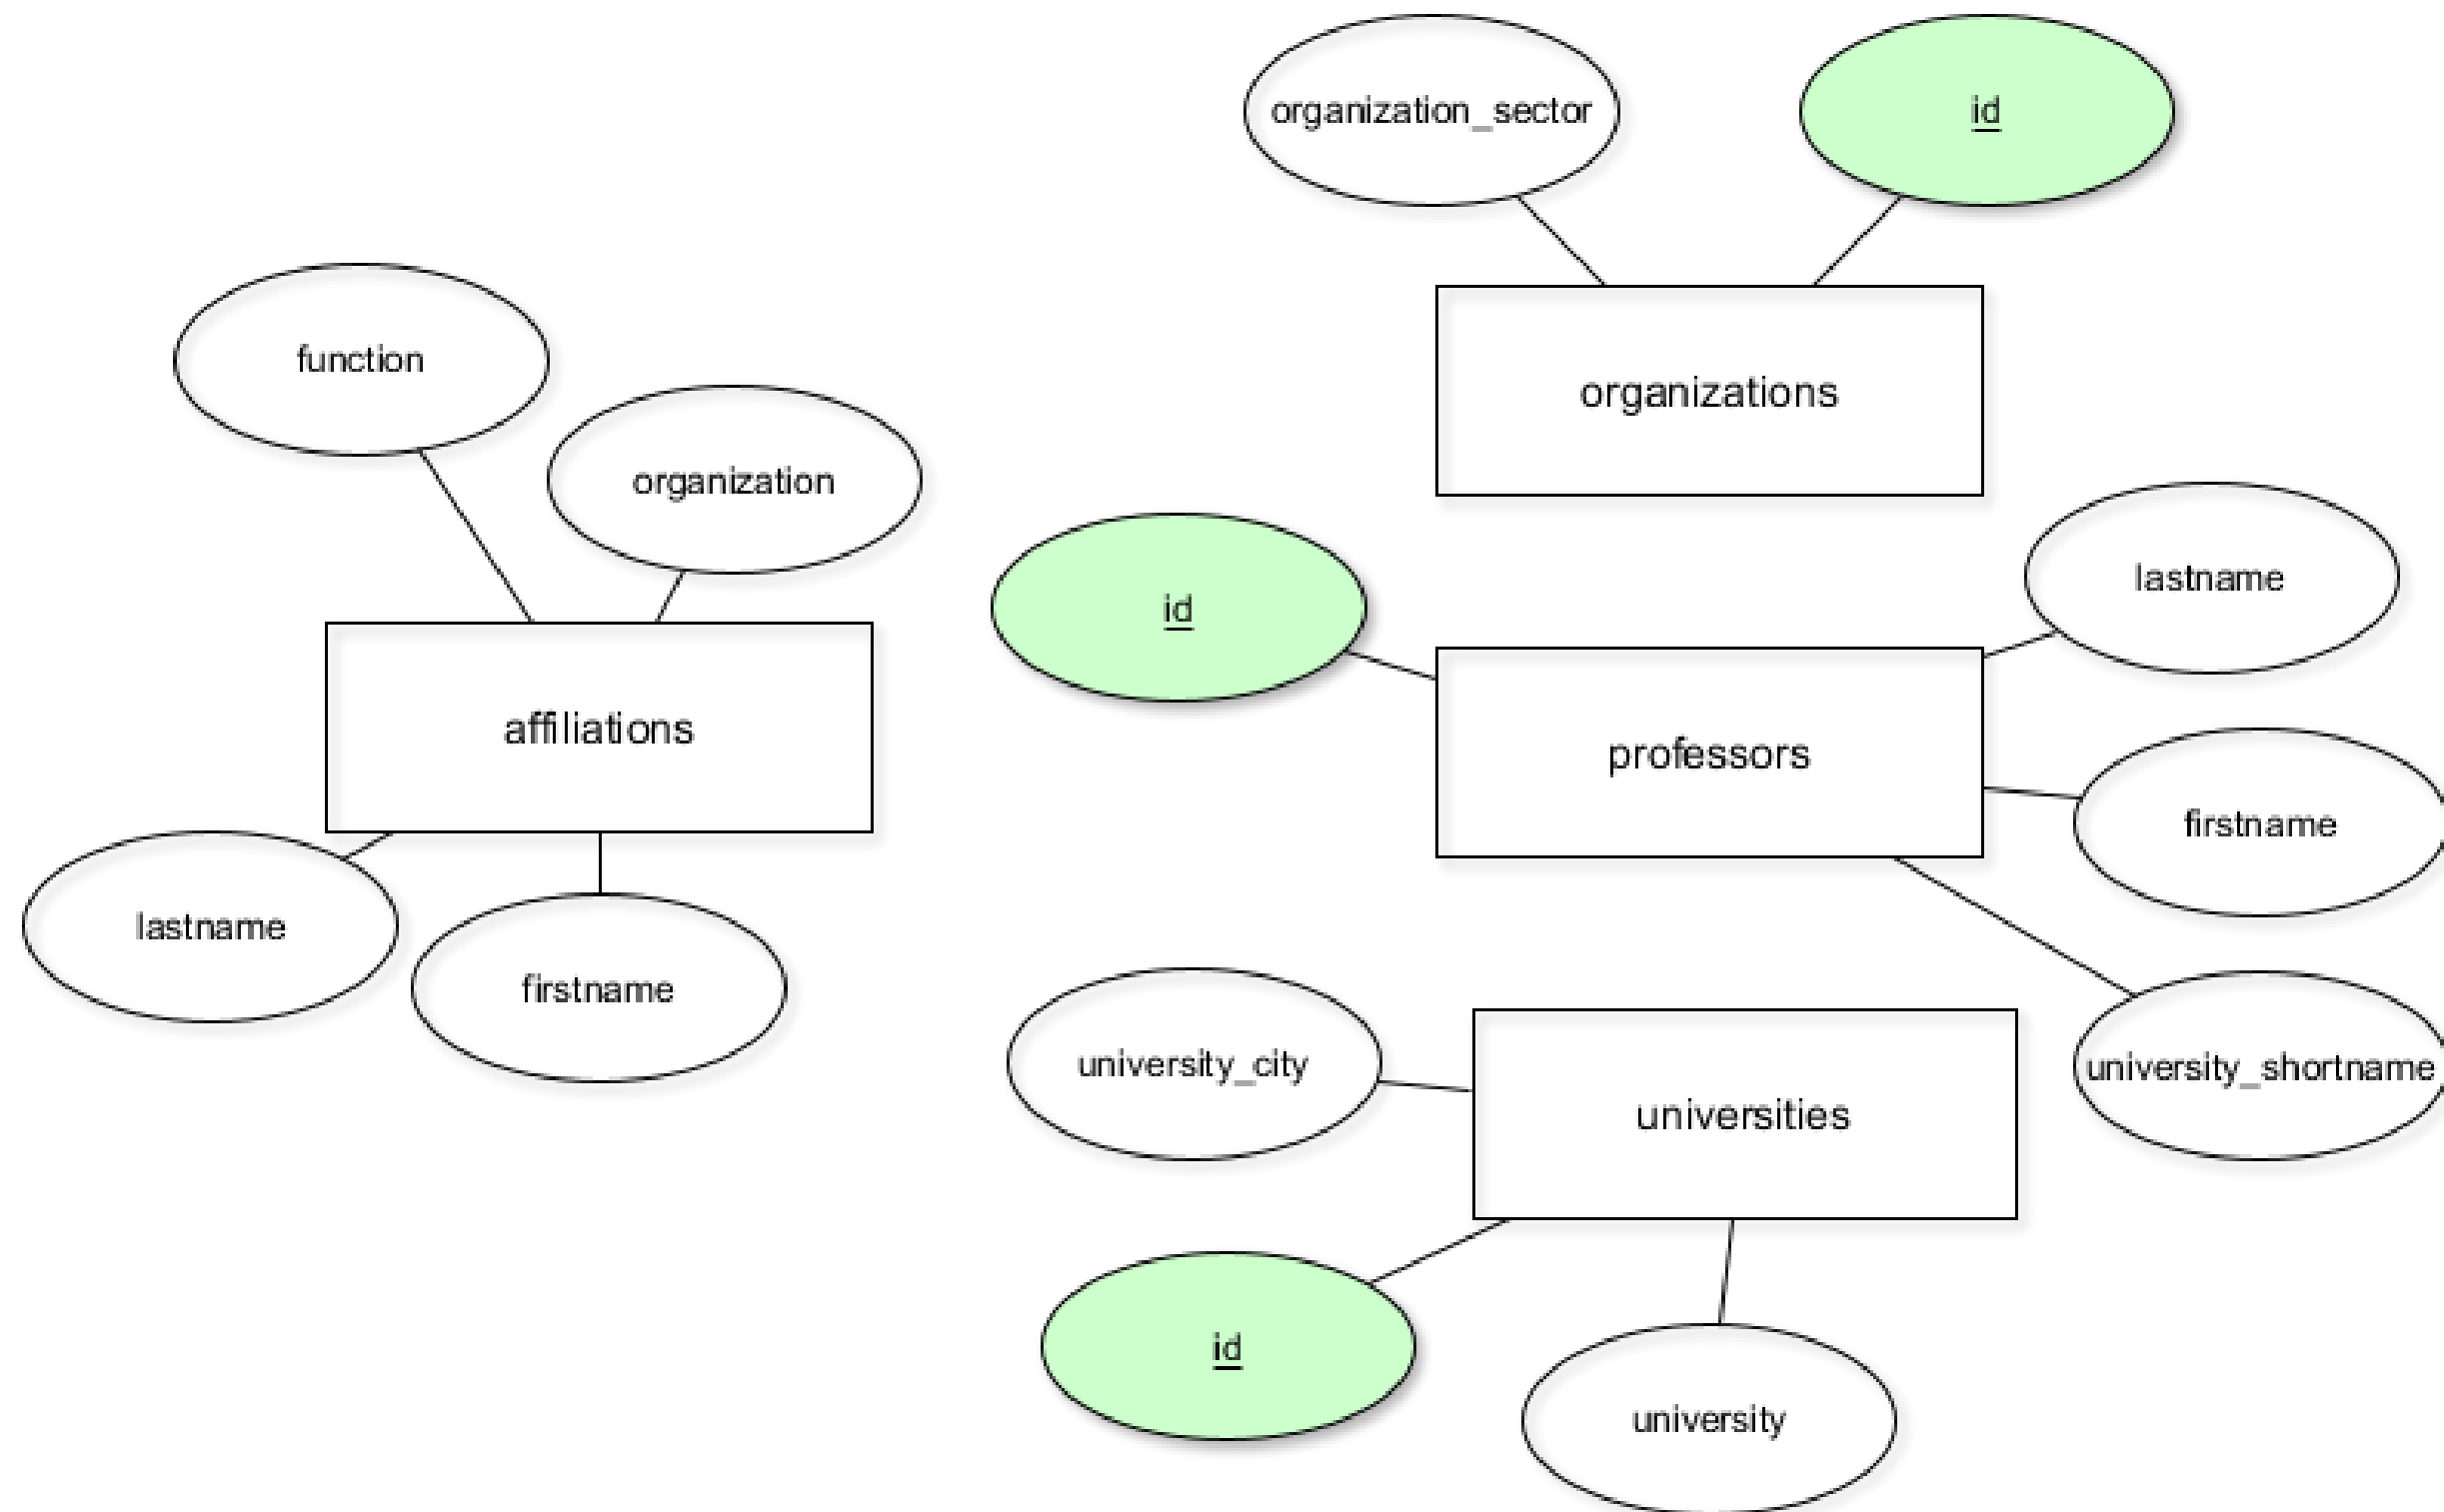 organization_sector
id
organizations
function
organization
affiliations
lastname
firstname
id
lastname
professors
firstname
university_shortname
university_city
universities
id
university